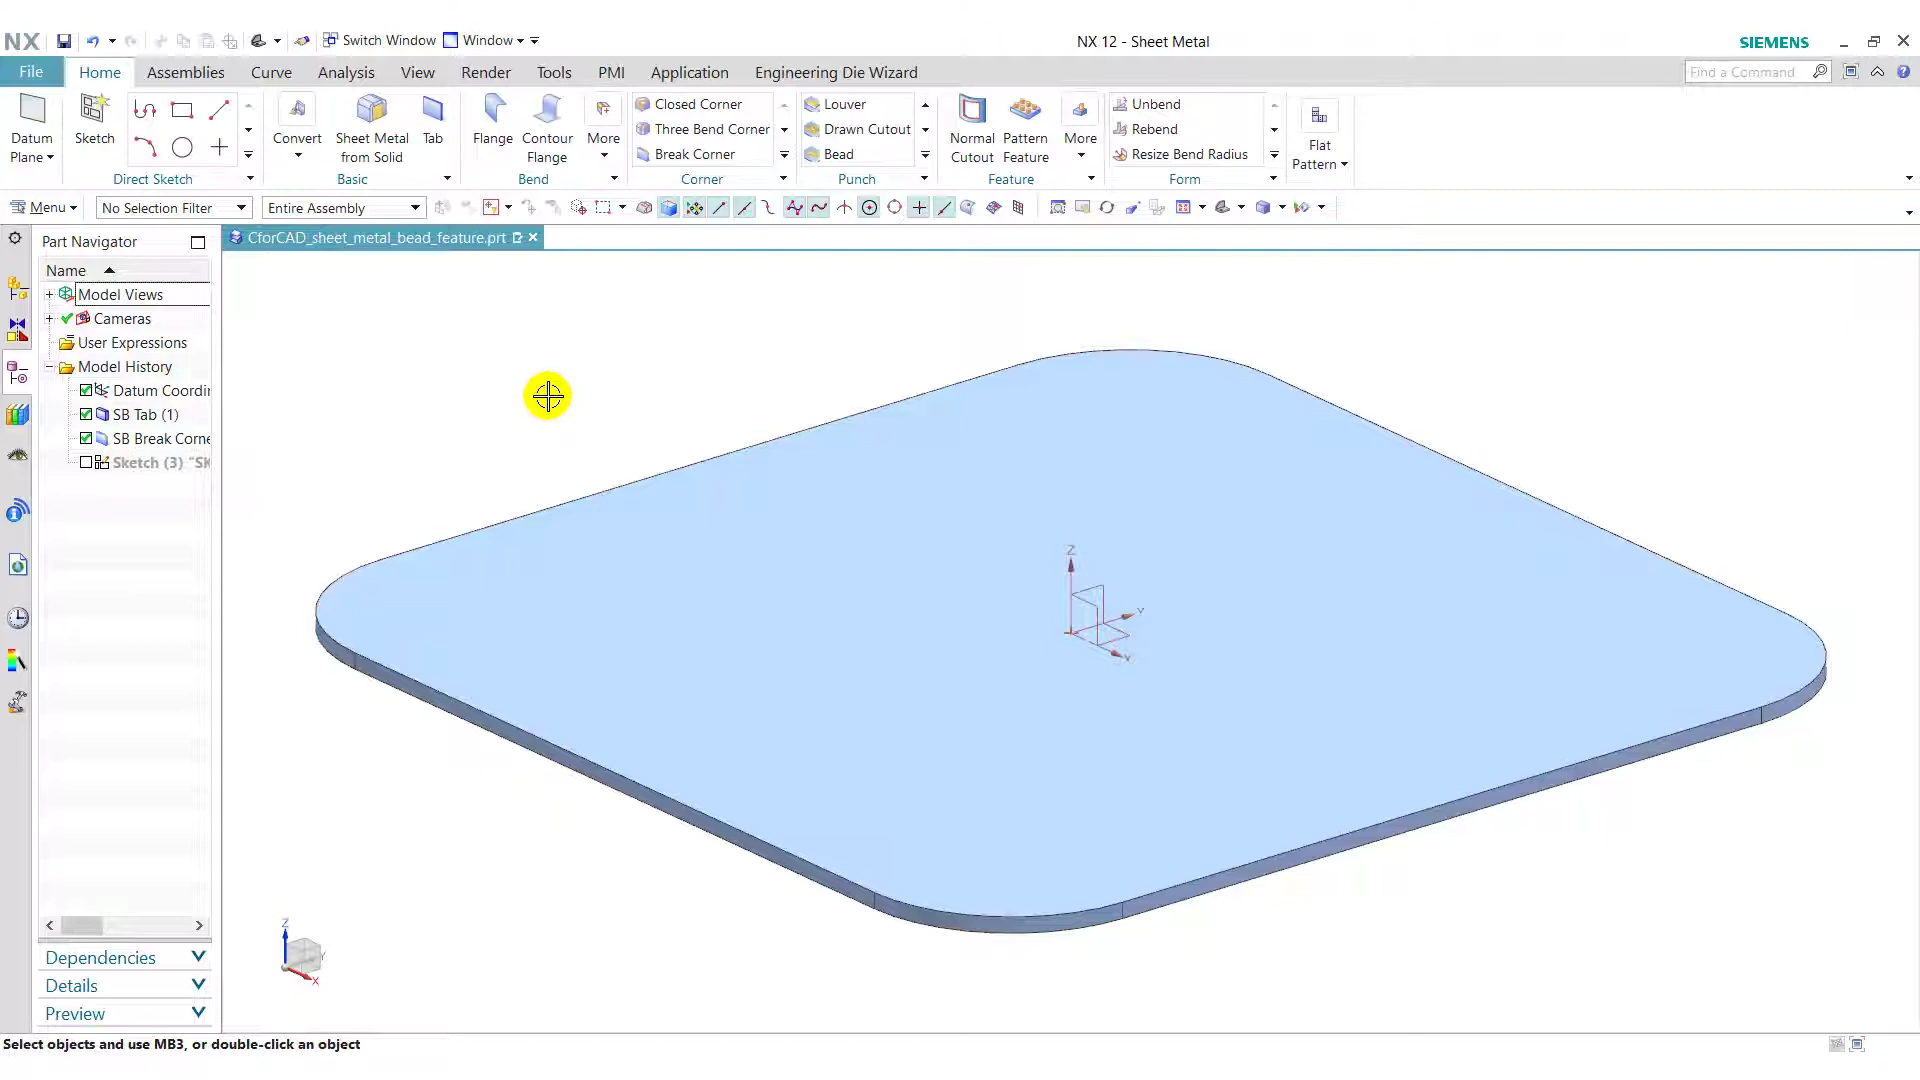 NX Switch Window Window NX 12 - Sheet Metal SIEMENS
File Home Assemblies Curve Analysis View Render Tools PMI Application Engineering Die Wizard Find a Command
Datum Plane Sketch Direct Sketch
Convert Sheet Metal from Solid Tab Basic
Flange Contour Flange More Bend
Closed Corner
Three Bend Corner
Break Corner
Corner
Louver
Drawn Cutout
Bead
Punch
Normal Cutout Pattern Feature More Feature
Unbend
Rebend
Resize Bend Radius
Form
Flat Pattern
Menu No Selection Filter Entire Assembly
Part Navigator CforCAD_sheet_metal_bead_feature.prt
Name
Model Views
Cameras
User Expressions
Model History
Datum Coordi
SB Tab (1)
SB Break Corne
Sketch (3) "SK
Z
Y
Z
Y
X
Dependencies
Details
Preview
Select objects and use MB3, or double-click an object